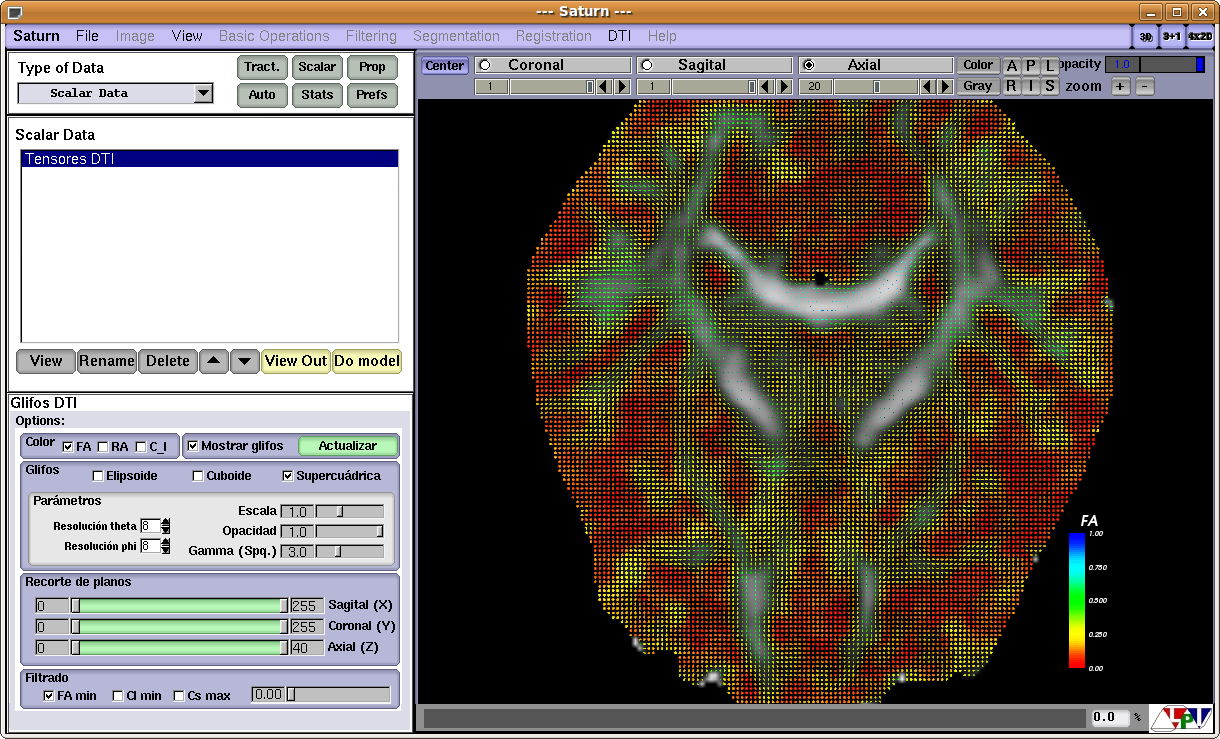 --- Saturn ---
Saturn File Image View Basic Operations Filtering Segmentation Registration DTI Help 3D 3+1 4x2D
Type of Data Tract. Scalar Prop
Scalar Data Auto Stats Prefs
Center Coronal Sagital Axial Color A P L opacity 1.0
1 1 20 Gray R I S zoom + -
Scalar Data
Tensores DTI
View Rename Delete View Out Do model
Glifos DTI
Options:
Color FA RA C_l Mostrar glifos Actualizar
Glifos Elipsoide Cuboide Supercuádrica
Parámetros
Resolución theta 8 Escala 1.0
Resolución phi 8 Opacidad 1.0
Gamma (Spq.) 3.0
Recorte de planos
0 255 Sagital (X)
0 255 Coronal (Y)
0 40 Axial (Z)
Filtrado
FA min Cl min Cs max 0.00
FA
1.00
0.750
0.500
0.250
0.00
0.0 %